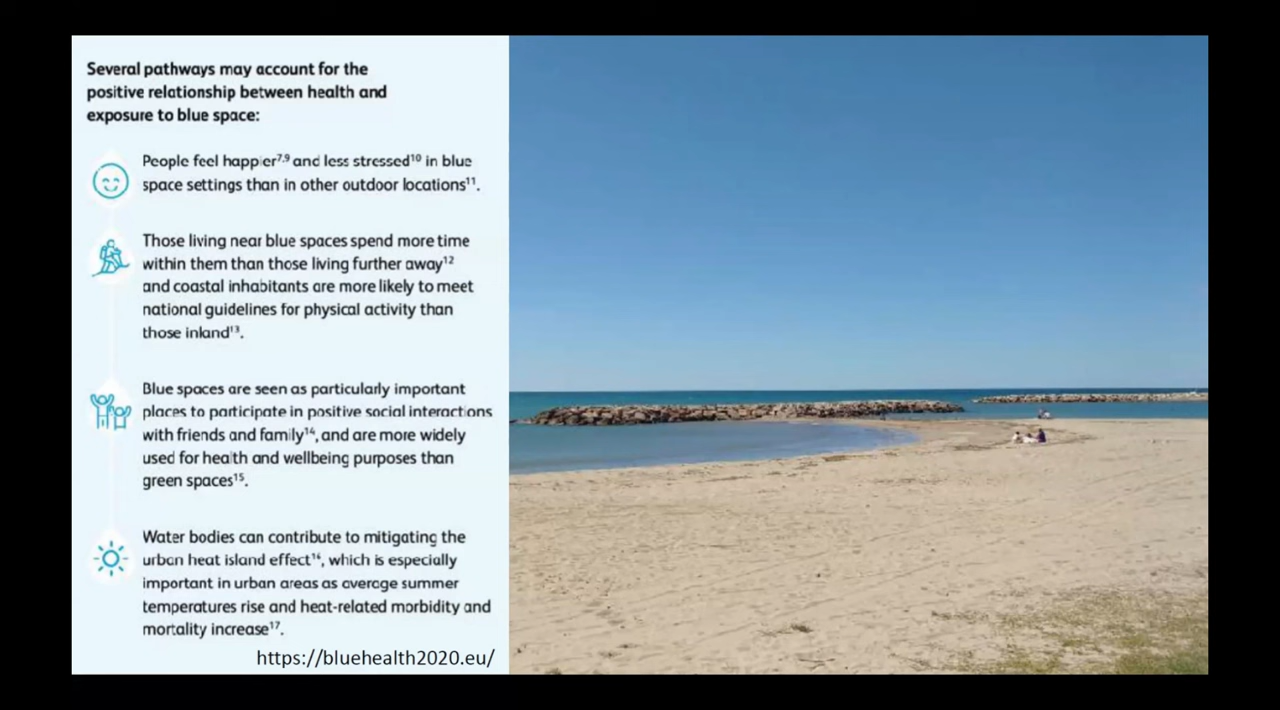 Several pathways may account for the
positive relationship between health and
exposure to blue space:
People feel happier⁷,⁹ and less stressed¹⁰ in blue
space settings than in other outdoor locations¹¹.
Those living near blue spaces spend more time
within them than those living further away¹²
and coastal inhabitants are more likely to meet
national guidelines for physical activity than
those inland¹³.
Blue spaces are seen as particularly important
places to participate in positive social interactions
with friends and family¹⁴, and are more widely
used for health and wellbeing purposes than
green spaces¹⁵.
Water bodies can contribute to mitigating the
urban heat island effect¹⁶, which is especially
important in urban areas as average summer
temperatures rise and heat-related morbidity and
mortality increase¹⁷.
https://bluehealth2020.eu/